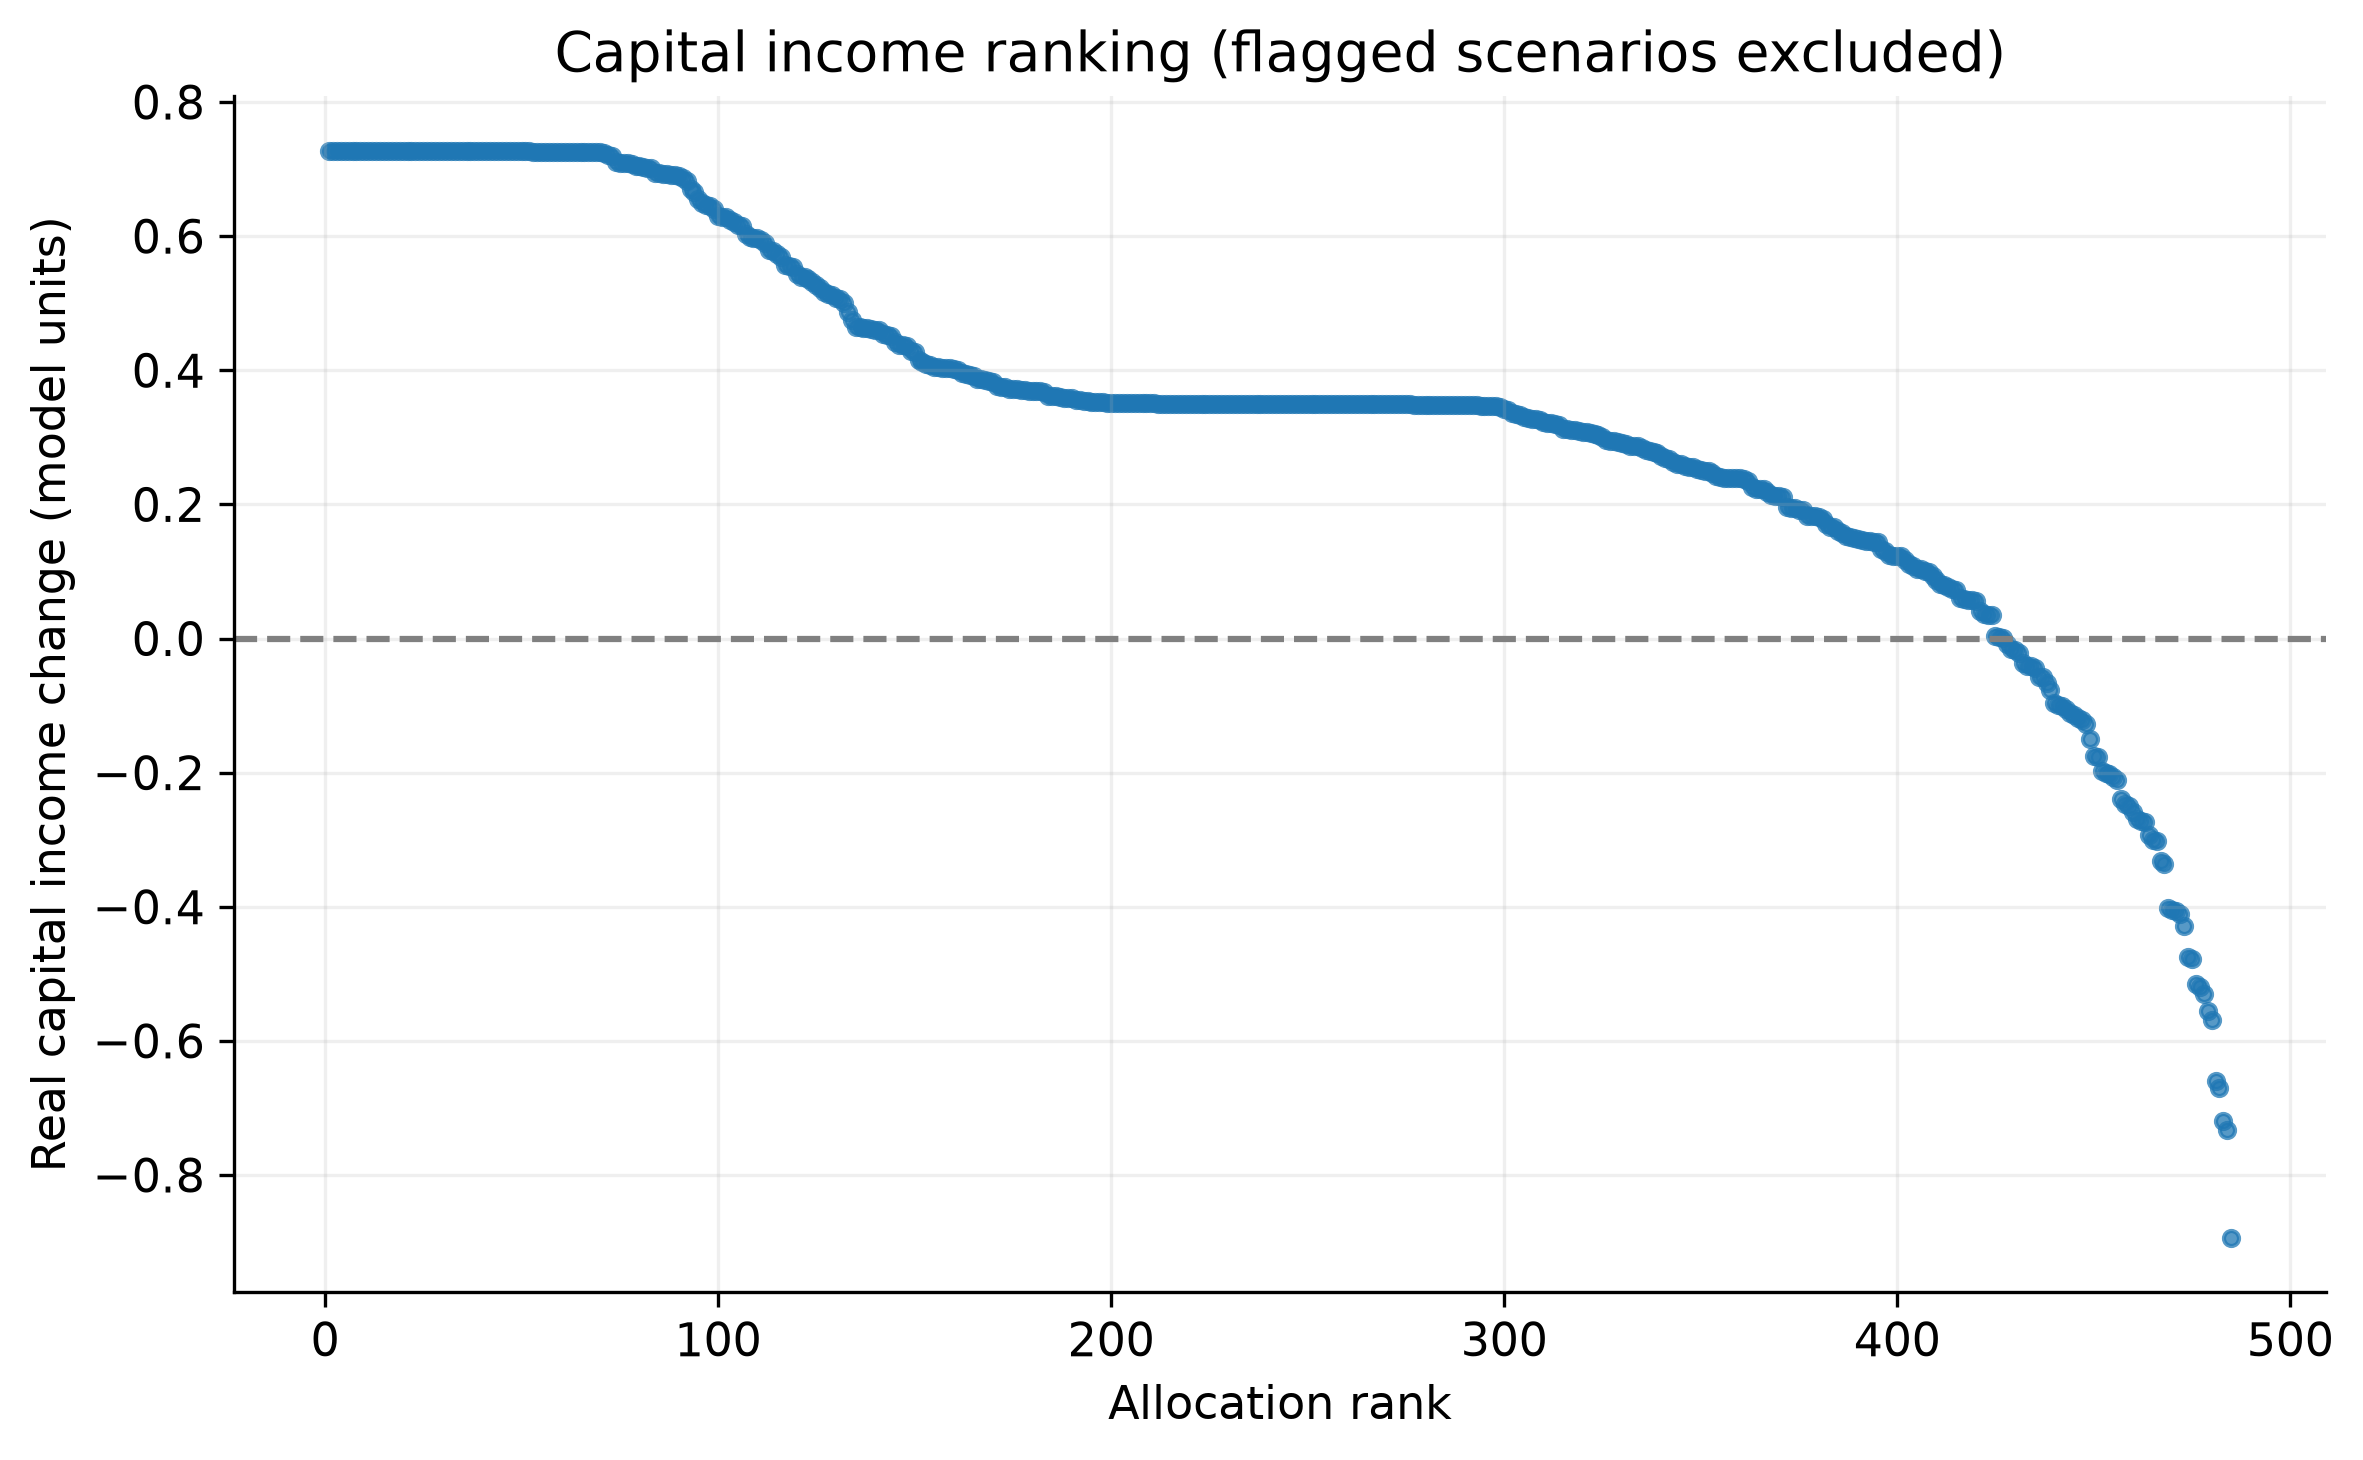 Capital income ranking (flagged scenarios excluded)
Real capital income change (model units)
0.8
0.6
0.4
0.2
0.0
−0.2
−0.4
−0.6
−0.8
0 100 200 300 400 500
Allocation rank